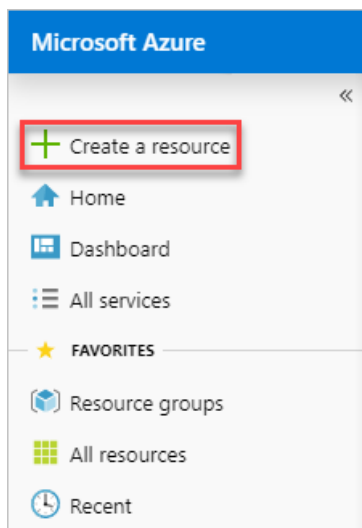 Microsoft Azure
«
Create a resource
Home
Dashboard
All services
FAVORITES
Resource groups
All resources
Recent